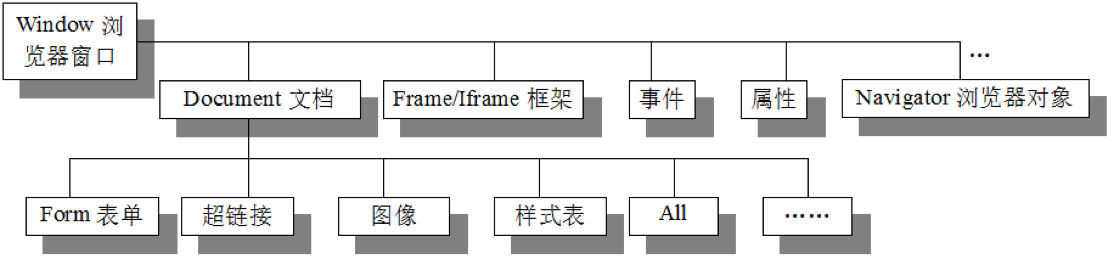 Window 浏
览器窗口
…
Document 文档
Frame/Iframe 框架
事件
属性
Navigator 浏览器对象
Form 表单
超链接
图像
样式表
All
……